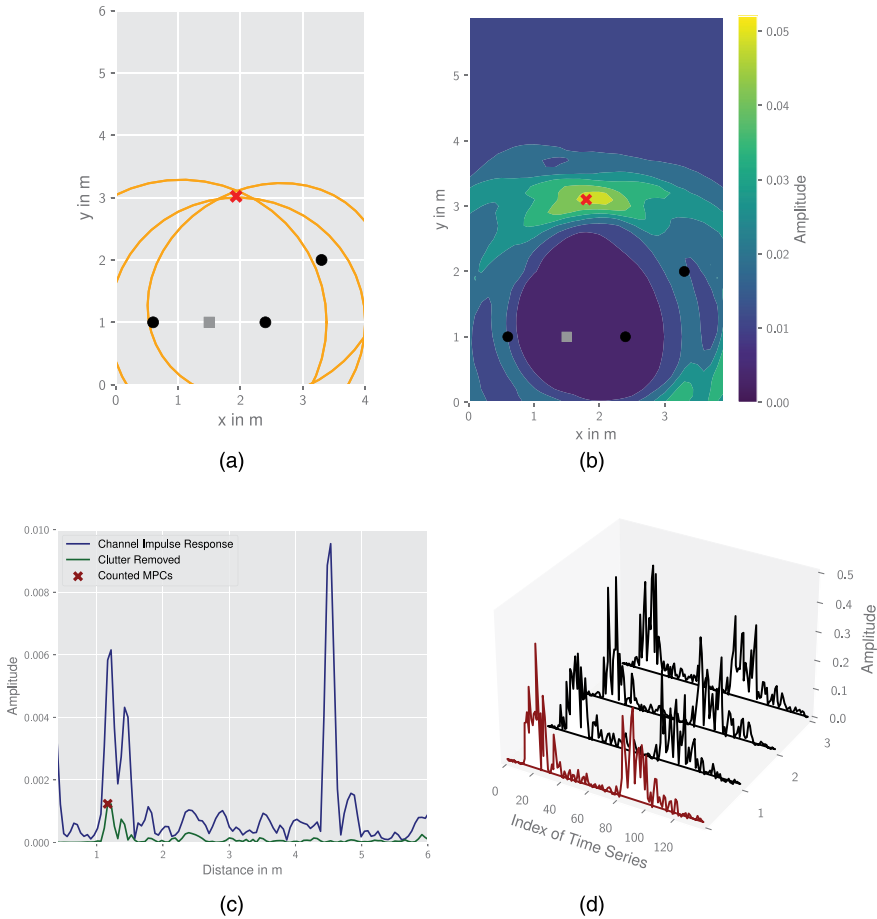 6
5
4
3
2
1
0
y in m
0 1 2 3 4
x in m
(a)
5
4
3
2
1
0
y in m
0 1 2 3
x in m
0.05
0.04
0.03
0.02
0.01
0.00
Amplitude
(b)
0.010
0.008
0.006
0.004
0.002
0.000
Amplitude
Channel Impulse Response
Clutter Removed
Counted MPCs
1 2 3 4 5 6
Distance in m
(c)
0.5
0.4
0.3
0.2
0.1
0.0
Amplitude
3
2
1
0
20
40
60
80
100
120
Index of Time Series
(d)